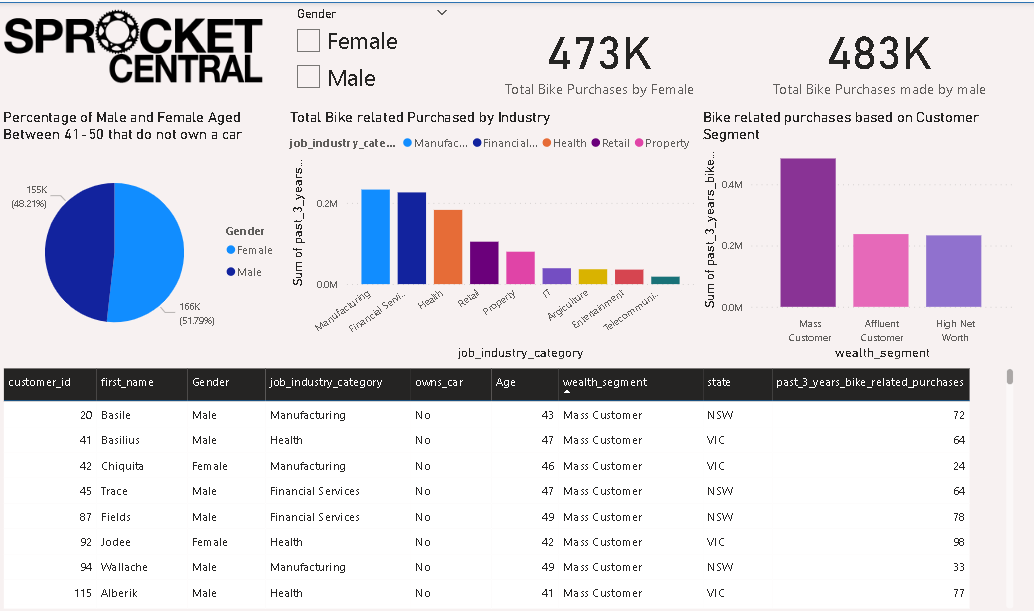 SPROCKET
CENTRAL
Gender
Female
Male
473K
Total Bike Purchases by Female
483K
Total Bike Purchases made by male
Percentage of Male and Female Aged
Between 41-50 that do not own a car
155K
(48.21%)
166K
(51.79%)
Gender
Female
Male
Total Bike related Purchased by Industry
job_industry_cate... Manufac... Financial... Health Retail Property
Sum of past_3_years...
0.2M
0.0M
Manufacturing
Financial Servi...
Health
Retail
Property
IT
Argiculture
Entertainment
Telecommuni...
job_industry_category
Bike related purchases based on Customer
Segment
Sum of past_3_years_bike...
0.4M
0.2M
0.0M
Mass
Customer
Affluent
Customer
High Net
Worth
wealth_segment
customer_id first_name Gender job_industry_category owns_car Age wealth_segment state past_3_years_bike_related_purchases
20 Basile Male Manufacturing No 43 Mass Customer NSW 72
41 Basilius Male Health No 47 Mass Customer VIC 64
42 Chiquita Female Manufacturing No 46 Mass Customer VIC 24
45 Trace Male Financial Services No 47 Mass Customer NSW 64
87 Fields Male Financial Services No 49 Mass Customer NSW 78
92 Jodee Female Health No 42 Mass Customer VIC 98
94 Wallache Male Manufacturing No 49 Mass Customer NSW 33
115 Alberik Male Health No 41 Mass Customer VIC 77